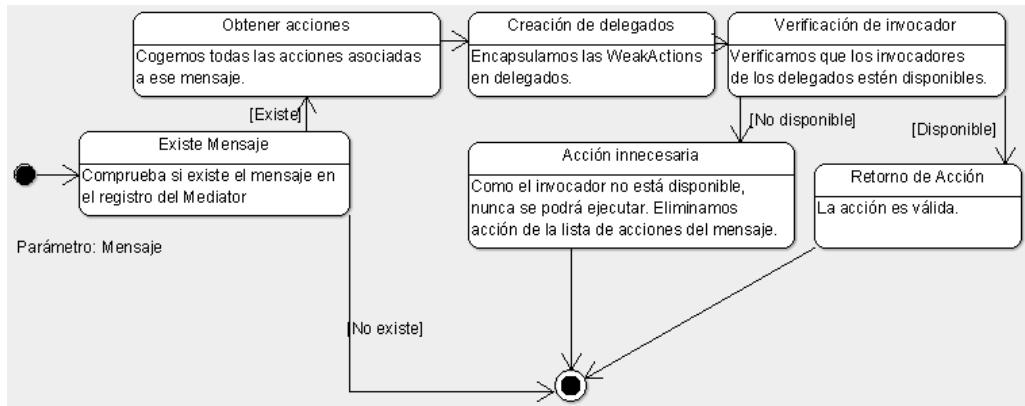 Obtener acciones
Cogemos todas las acciones asociadas
a ese mensaje.
Creación de delegados
Encapsulamos las WeakActions
en delegados.
Verificación de invocador
Verificamos que los invocadores
de los delegados estén disponibles.
[Existe]
[No disponible]
[Disponible]
Existe Mensaje
Comprueba si existe el mensaje en
el registro del Mediator
Acción innecesaria
Como el invocador no está disponible,
nunca se podrá ejecutar. Eliminamos
acción de la lista de acciones del mensaje.
Retorno de Acción
La acción es válida.
Parámetro: Mensaje
[No existe]